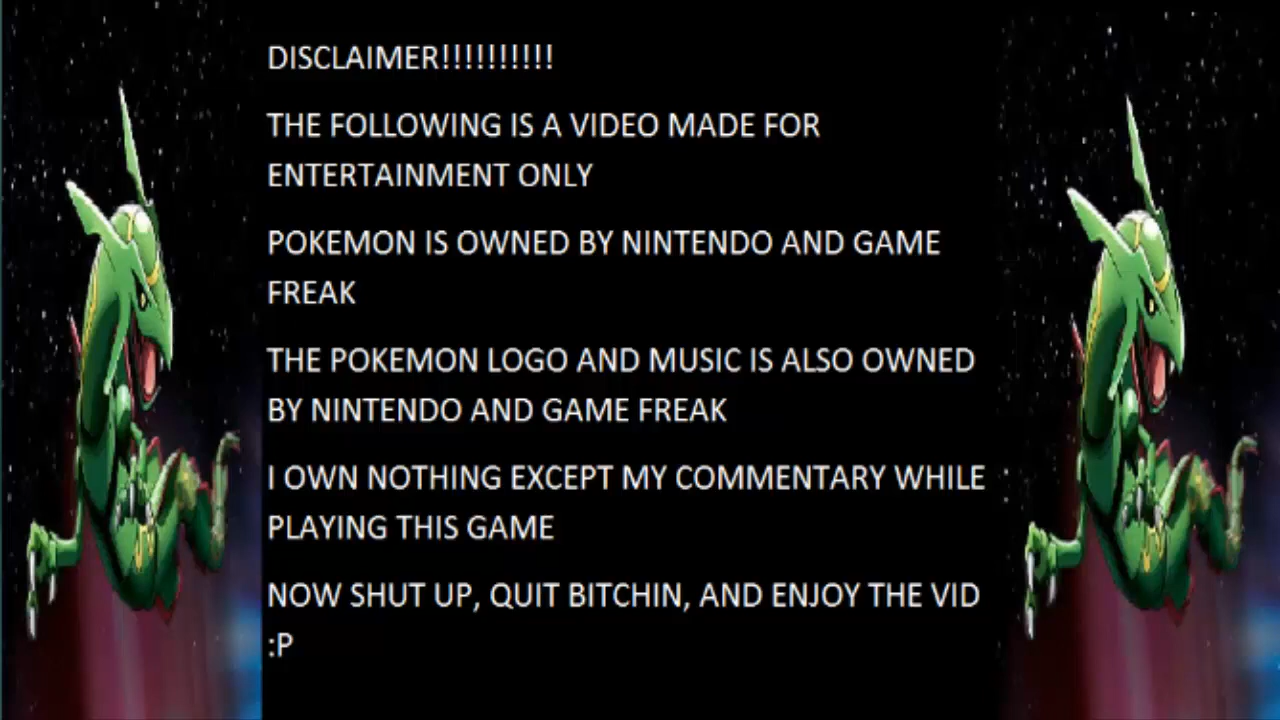 DISCLAIMER!!!!!!!!!!
THE FOLLOWING IS A VIDEO MADE FOR
ENTERTAINMENT ONLY
POKEMON IS OWNED BY NINTENDO AND GAME
FREAK
THE POKEMON LOGO AND MUSIC IS ALSO OWNED
BY NINTENDO AND GAME FREAK
I OWN NOTHING EXCEPT MY COMMENTARY WHILE
PLAYING THIS GAME
NOW SHUT UP, QUIT BITCHIN, AND ENJOY THE VID
:P